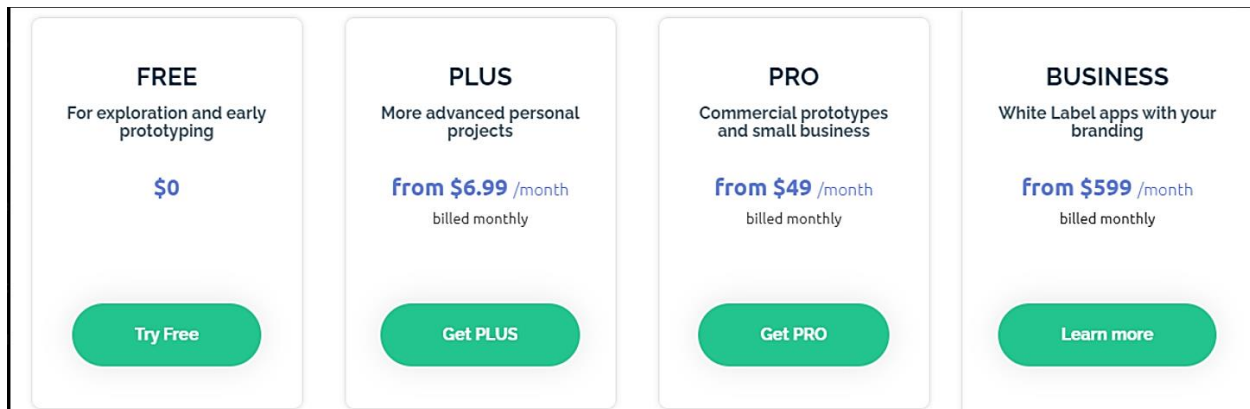 FREE
For exploration and early
prototyping
$0
Try Free
PLUS
More advanced personal
projects
from $6.99 /month
billed monthly
Get PLUS
PRO
Commercial prototypes
and small business
from $49 /month
billed monthly
Get PRO
BUSINESS
White Label apps with your
branding
from $599 /month
billed monthly
Learn more